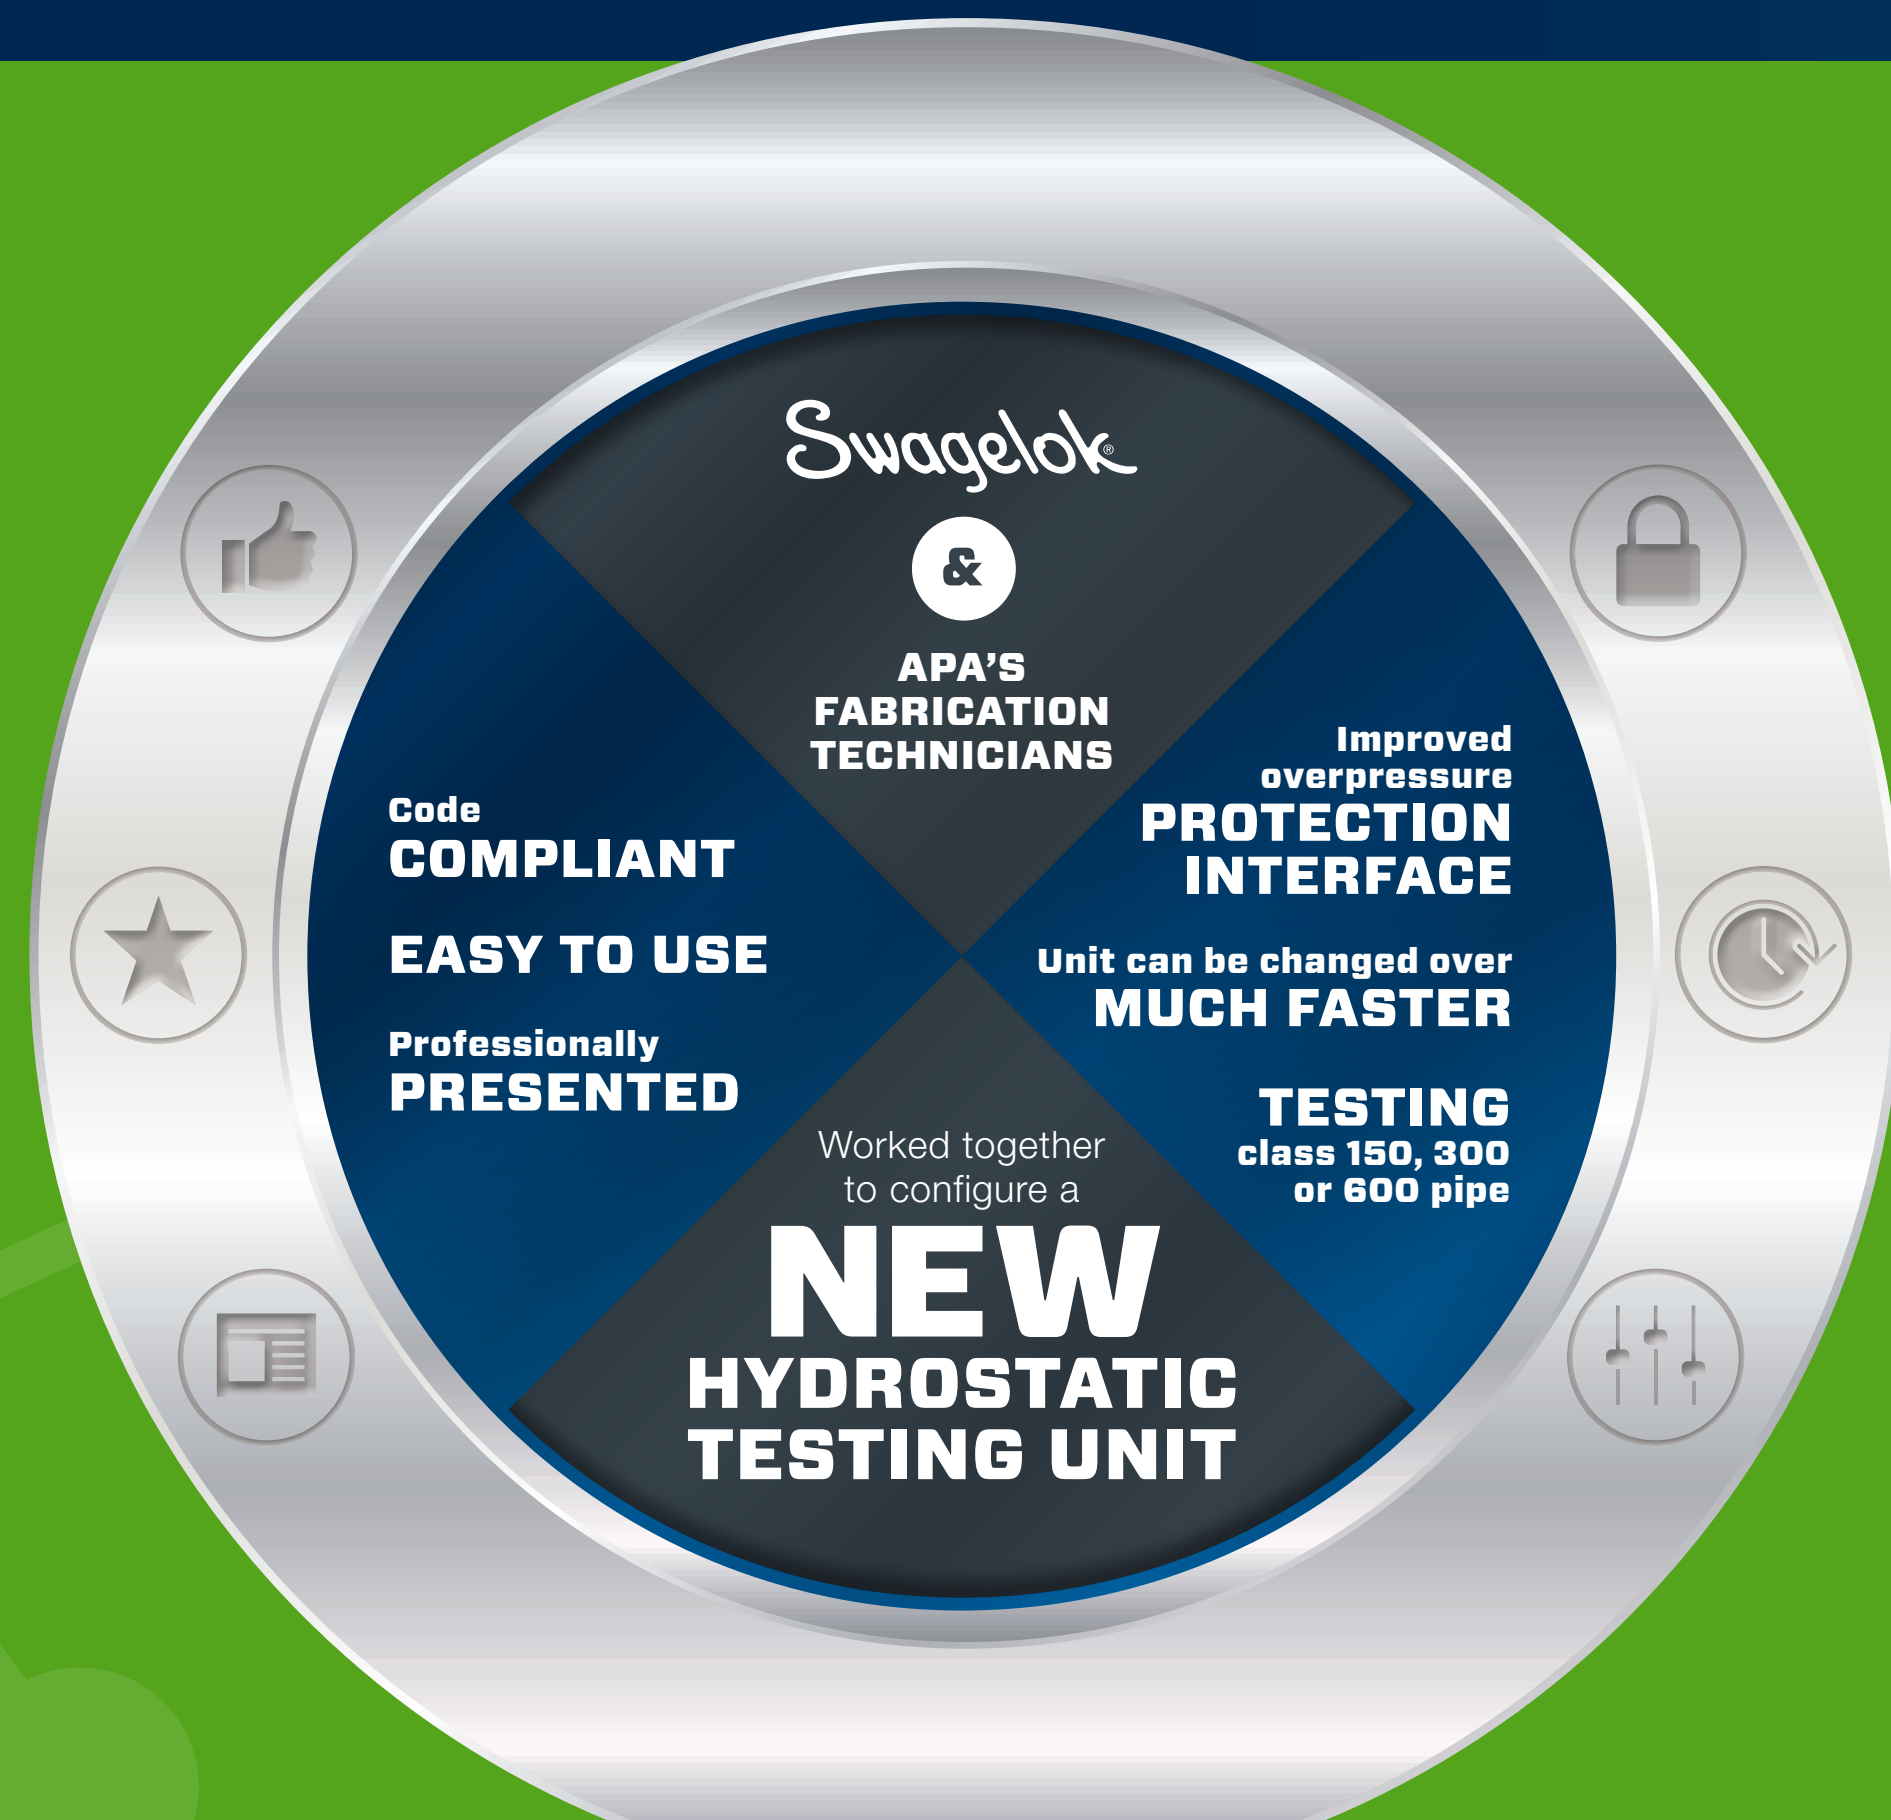 Swagelok®
&
APA'S
FABRICATION
TECHNICIANS
Code
COMPLIANT
EASY TO USE
Professionally
PRESENTED
Improved
overpressure
PROTECTION
INTERFACE
Unit can be changed over
MUCH FASTER
TESTING
class 150, 300
or 600 pipe
Worked together
to configure a
NEW
HYDROSTATIC
TESTING UNIT